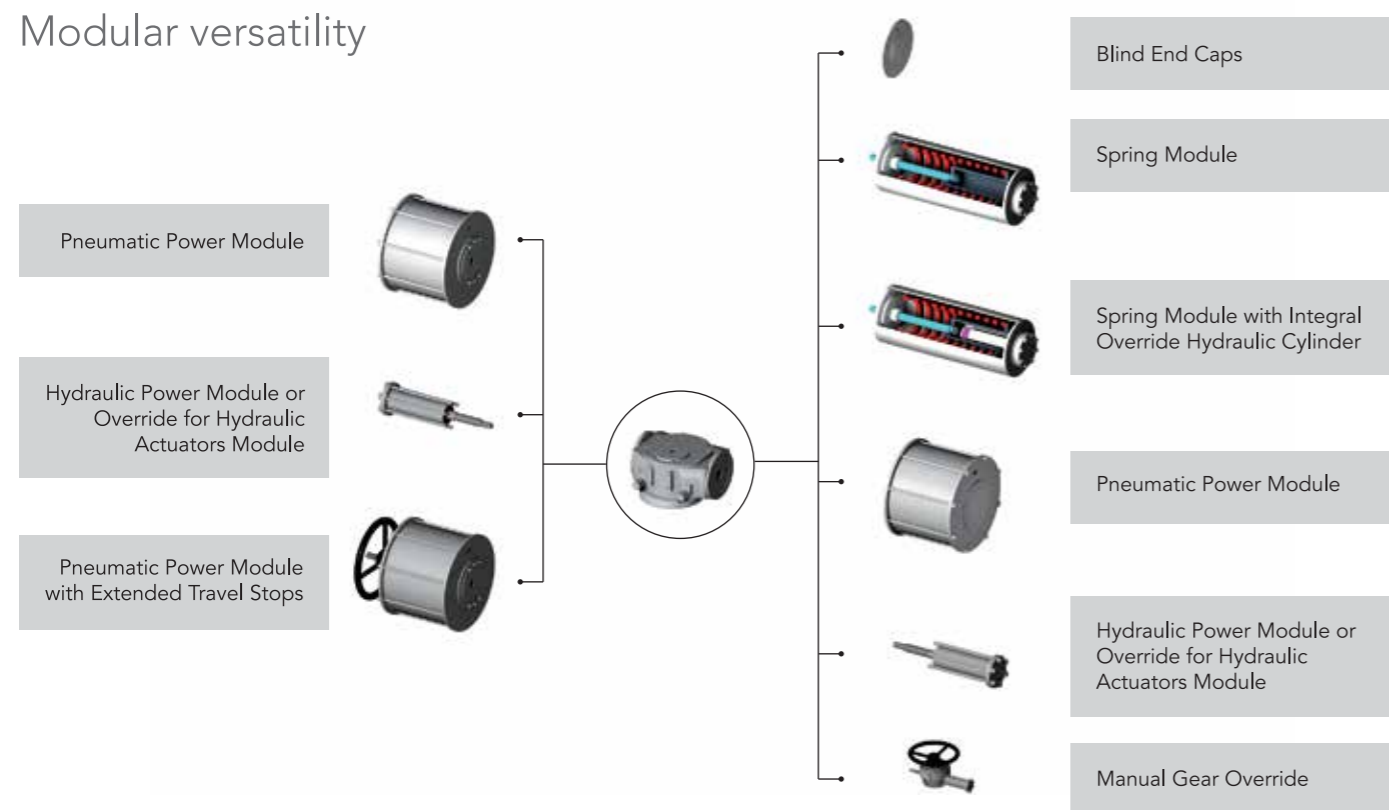 Modular versatility
Pneumatic Power Module
Hydraulic Power Module or
Override for Hydraulic
Actuators Module
Pneumatic Power Module
with Extended Travel Stops
Blind End Caps
Spring Module
Spring Module with Integral
Override Hydraulic Cylinder
Pneumatic Power Module
Hydraulic Power Module or
Override for Hydraulic
Actuators Module
Manual Gear Override